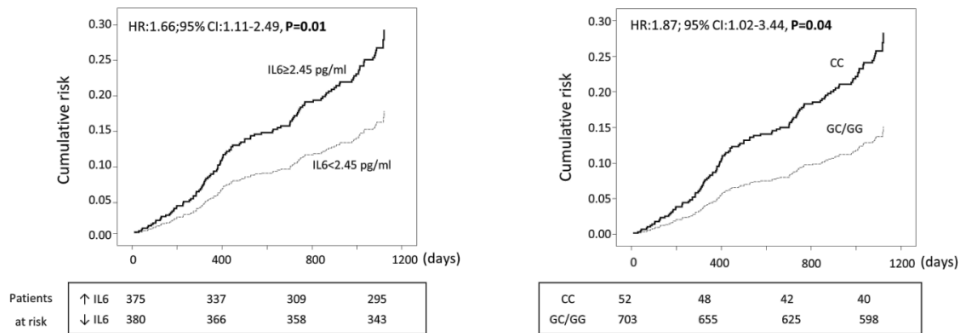 HR:1.66;95% CI:1.11-2.49, P=0.01
Cumulative risk
0.30
0.25
0.20
0.15
0.10
0.05
0.00
IL6≥2.45 pg/ml
IL6<2.45 pg/ml
0 400 800 1200 (days)
Patients at risk
↑ IL6 375 337 309 295
↓ IL6 380 366 358 343
HR:1.87; 95% CI:1.02-3.44, P=0.04
Cumulative risk
0.30
0.25
0.20
0.15
0.10
0.05
0.00
CC
GC/GG
0 400 800 1200 (days)
CC 52 48 42 40
GC/GG 703 655 625 598